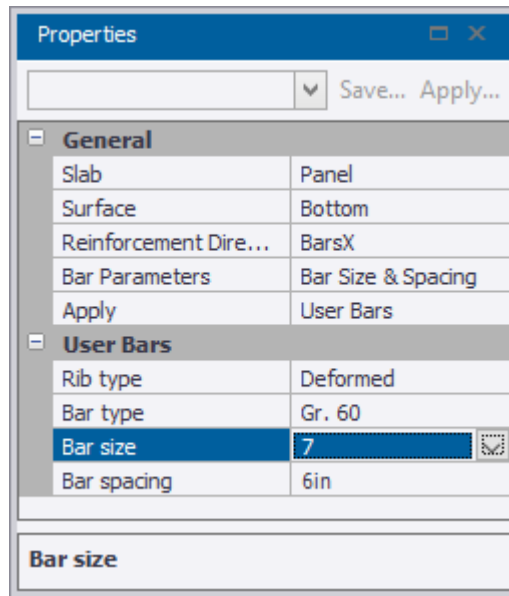 Properties
Save... Apply...
General
Slab Panel
Surface Bottom
Reinforcement Dire... BarsX
Bar Parameters Bar Size & Spacing
Apply User Bars
User Bars
Rib type Deformed
Bar type Gr. 60
Bar size 7
Bar spacing 6in
Bar size